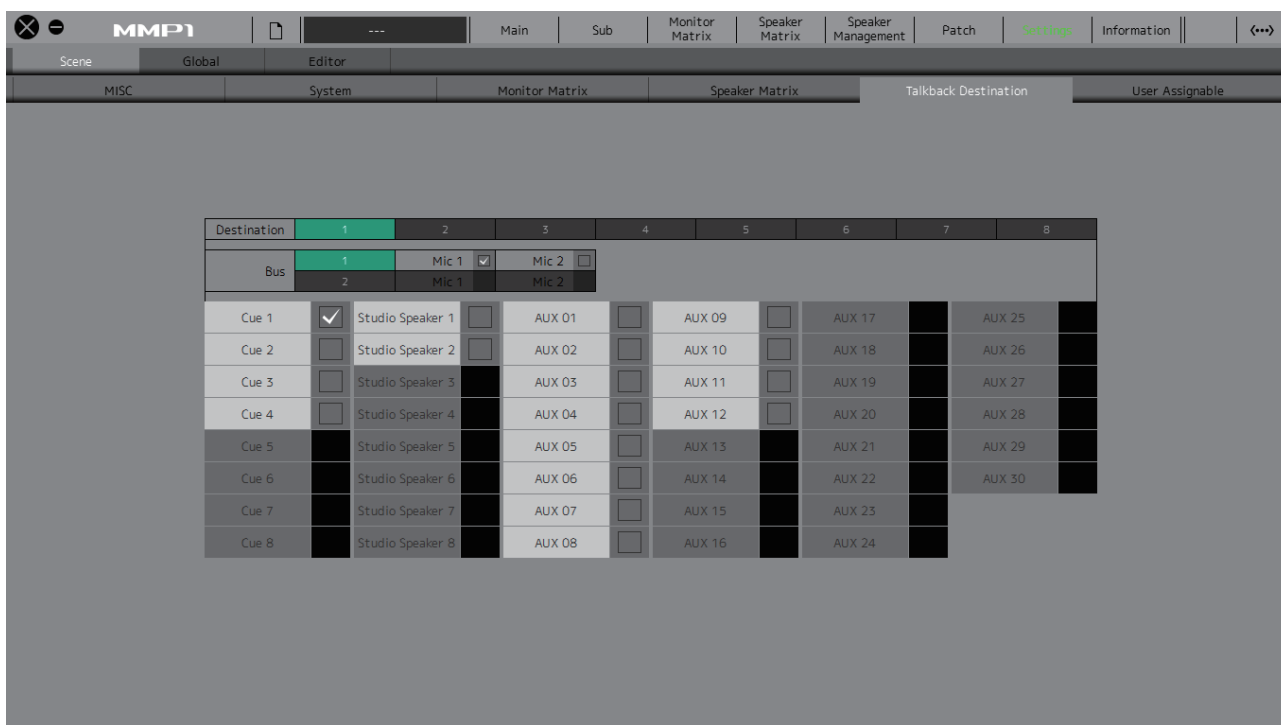 MMP1 --- Main Sub Monitor Matrix Speaker Matrix Speaker Management Patch Settings Information
Scene Global Editor
MISC System Monitor Matrix Speaker Matrix Talkback Destination User Assignable
Destination 1 2 3 4 5 6 7 8
Bus
1 Mic 1 Mic 2
2 Mic 1 Mic 2
Cue 1 Studio Speaker 1 AUX 01 AUX 09 AUX 17 AUX 25
Cue 2 Studio Speaker 2 AUX 02 AUX 10 AUX 18 AUX 26
Cue 3 Studio Speaker 3 AUX 03 AUX 11 AUX 19 AUX 27
Cue 4 Studio Speaker 4 AUX 04 AUX 12 AUX 20 AUX 28
Cue 5 Studio Speaker 5 AUX 05 AUX 13 AUX 21 AUX 29
Cue 6 Studio Speaker 6 AUX 06 AUX 14 AUX 22 AUX 30
Cue 7 Studio Speaker 7 AUX 07 AUX 15 AUX 23
Cue 8 Studio Speaker 8 AUX 08 AUX 16 AUX 24